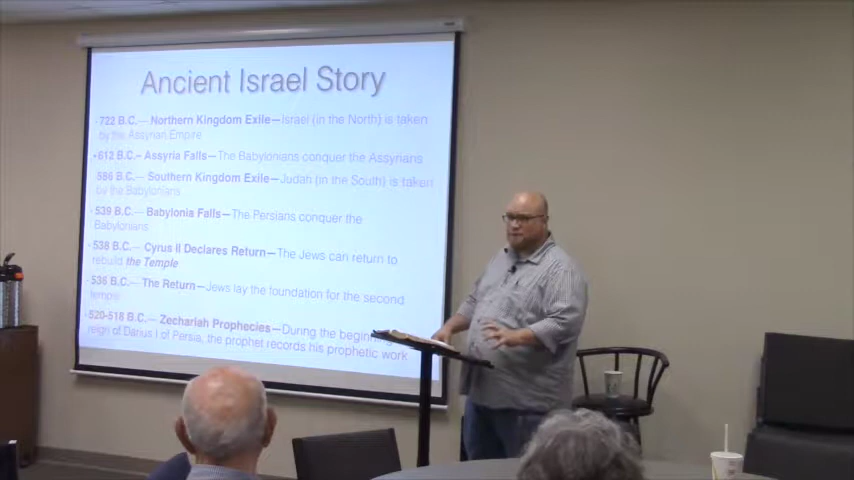 Ancient Israel Story
722 B.C.— Northern Kingdom Exile—Israel (in the North) is taken
by the Assyrian Empire
612 B.C.– Assyria Falls—The Babylonians conquer the Assyrians
586 B.C.— Southern Kingdom Exile—Judah (in the South) is taken
by the Babylonians
539 B.C.— Babylonia Falls—The Persians conquer the
Babylonians
538 B.C.— Cyrus II Declares Return—The Jews can return to
rebuild the Temple
536 B.C.— The Return—Jews lay the foundation for the second
temple
520-518 B.C.— Zechariah Prophecies—During the beginning
reign of Darius I of Persia, the prophet records his prophetic work